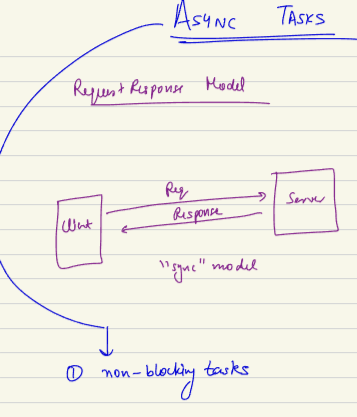 ASYNC TASKS
Request Response Model
Req
Response
Client
Server
"sync" model
① non-blocking tasks